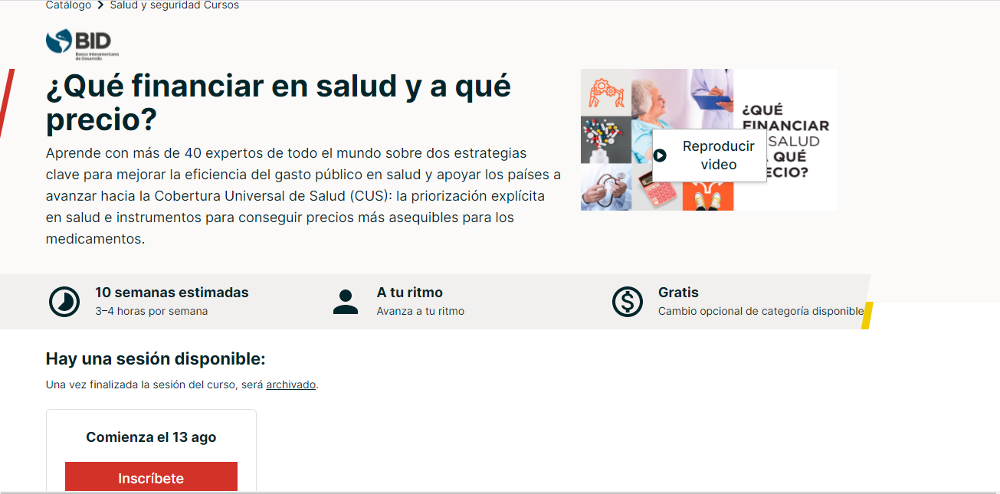 Catálogo > Salud y seguridad Cursos
BID
Banco Interamericano
de Desarrollo
¿Qué financiar en salud y a qué
precio?
Aprende con más de 40 expertos de todo el mundo sobre dos estrategias
clave para mejorar la eficiencia del gasto público en salud y apoyar los países a
avanzar hacia la Cobertura Universal de Salud (CUS): la priorización explícita
en salud e instrumentos para conseguir precios más asequibles para los
medicamentos.
¿QUÉ
FINANCIAR
SALUD
QUÉ
ECIO?
Reproducir
video
10 semanas estimadas
3–4 horas por semana
A tu ritmo
Avanza a tu ritmo
Gratis
Cambio opcional de categoría disponible
Hay una sesión disponible:
Una vez finalizada la sesión del curso, será archivado.
Comienza el 13 ago
Inscríbete